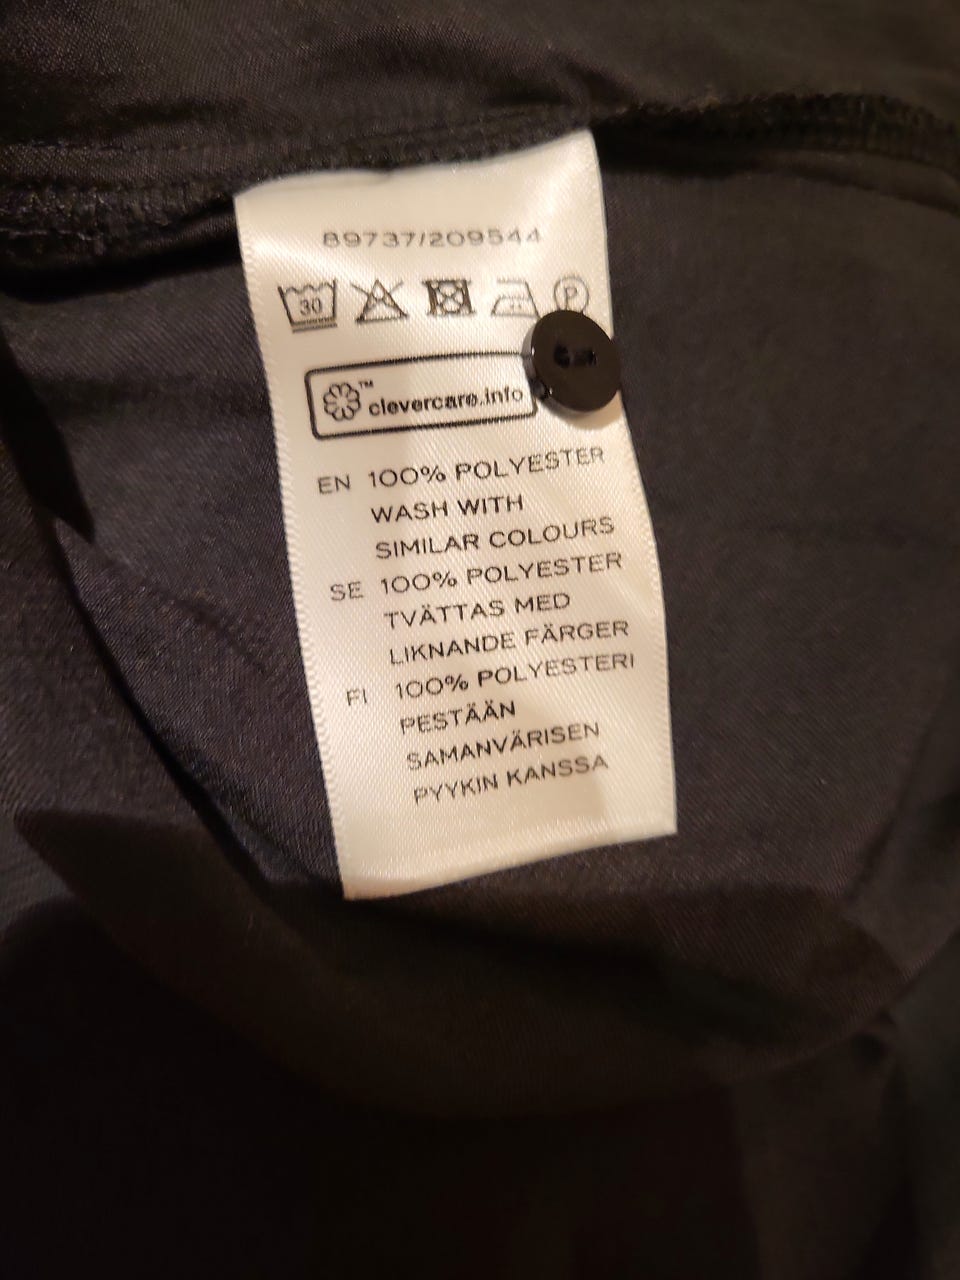 89737/209544
30 P
™ clevercare.info
EN 100% POLYESTER
WASH WITH
SIMILAR COLOURS
SE 100% POLYESTER
TVÄTTAS MED
LIKNANDE FÄRGER
FI 100% POLYESTERI
PESTÄÄN
SAMANVÄRISEN
PYYKIN KANSSA